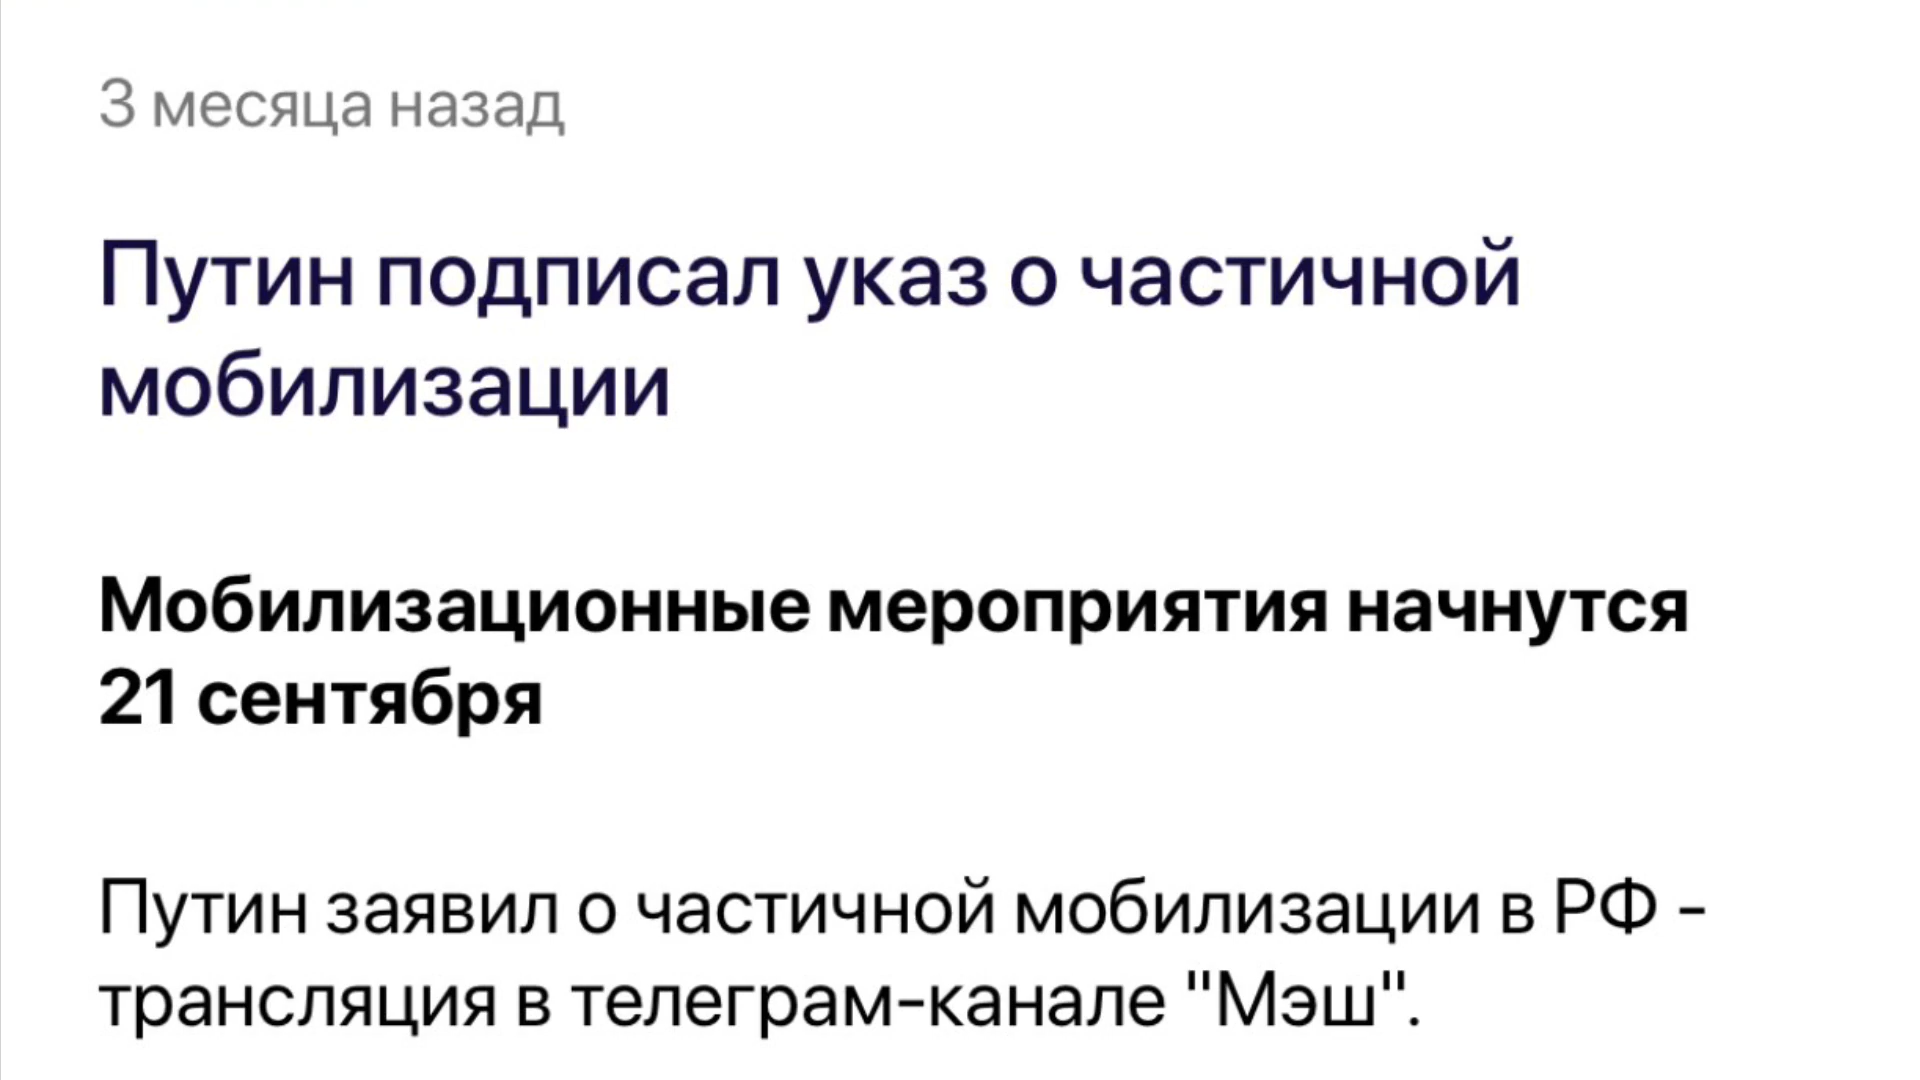 3 месяца назад
Путин подписал указ о частичной
мобилизации
Мобилизационные мероприятия начнутся
21 сентября
Путин заявил о частичной мобилизации в РФ -
трансляция в телеграм-канале "Мэш".